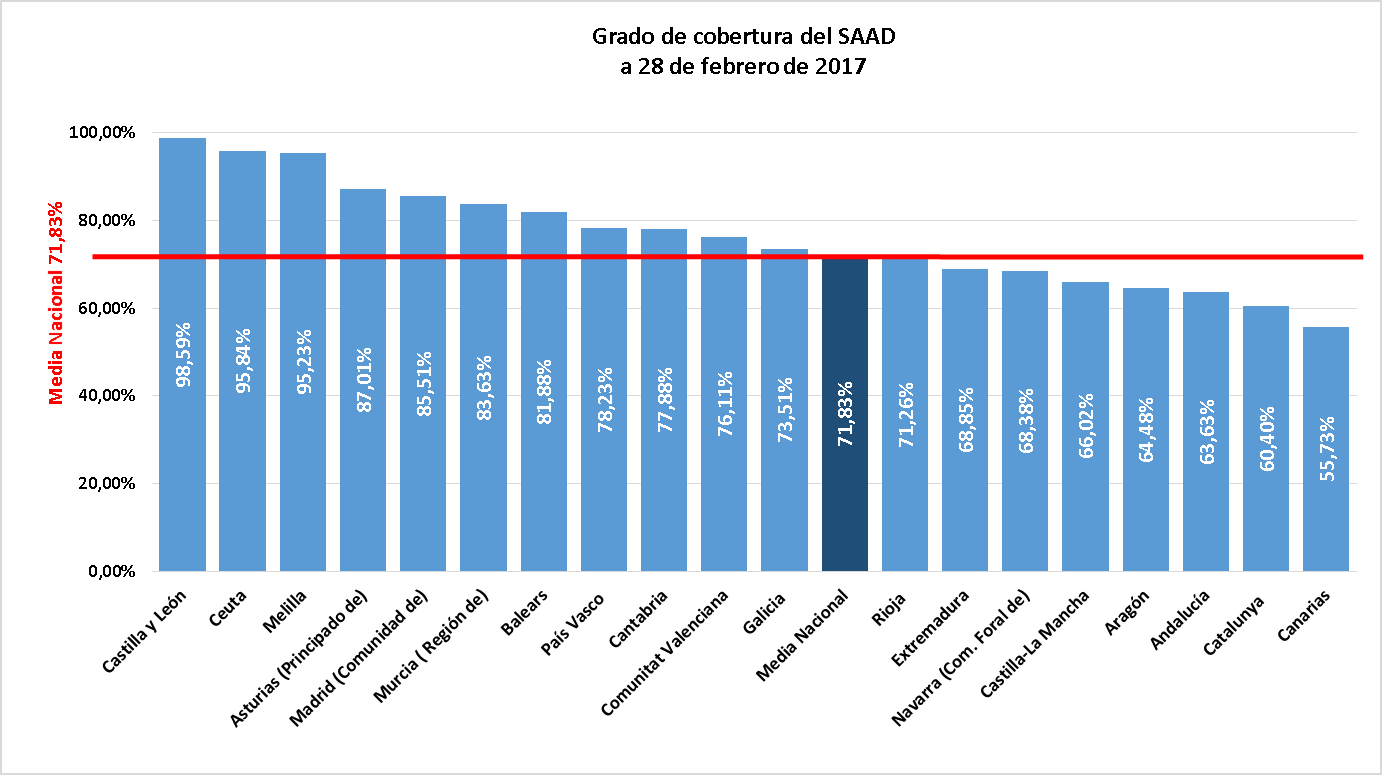 Grado de cobertura del SAAD
a 28 de febrero de 2017
Media Nacional 71,83%
100,00%
80,00%
60,00%
40,00%
20,00%
0,00%
98,59%
95,84%
95,23%
87,01%
85,51%
83,63%
81,88%
78,23%
77,88%
76,11%
73,51%
71,83%
71,26%
68,85%
68,38%
66,02%
64,48%
63,63%
60,40%
55,73%
Castilla y León
Ceuta
Melilla
Asturias (Principado de)
Madrid (Comunidad de)
Murcia ( Región de)
Balears
País Vasco
Cantabria
Comunitat Valenciana
Galicia
Media Nacional
Rioja
Extremadura
Navarra (Com. Foral de)
Castilla-La Mancha
Aragón
Andalucía
Catalunya
Canarias